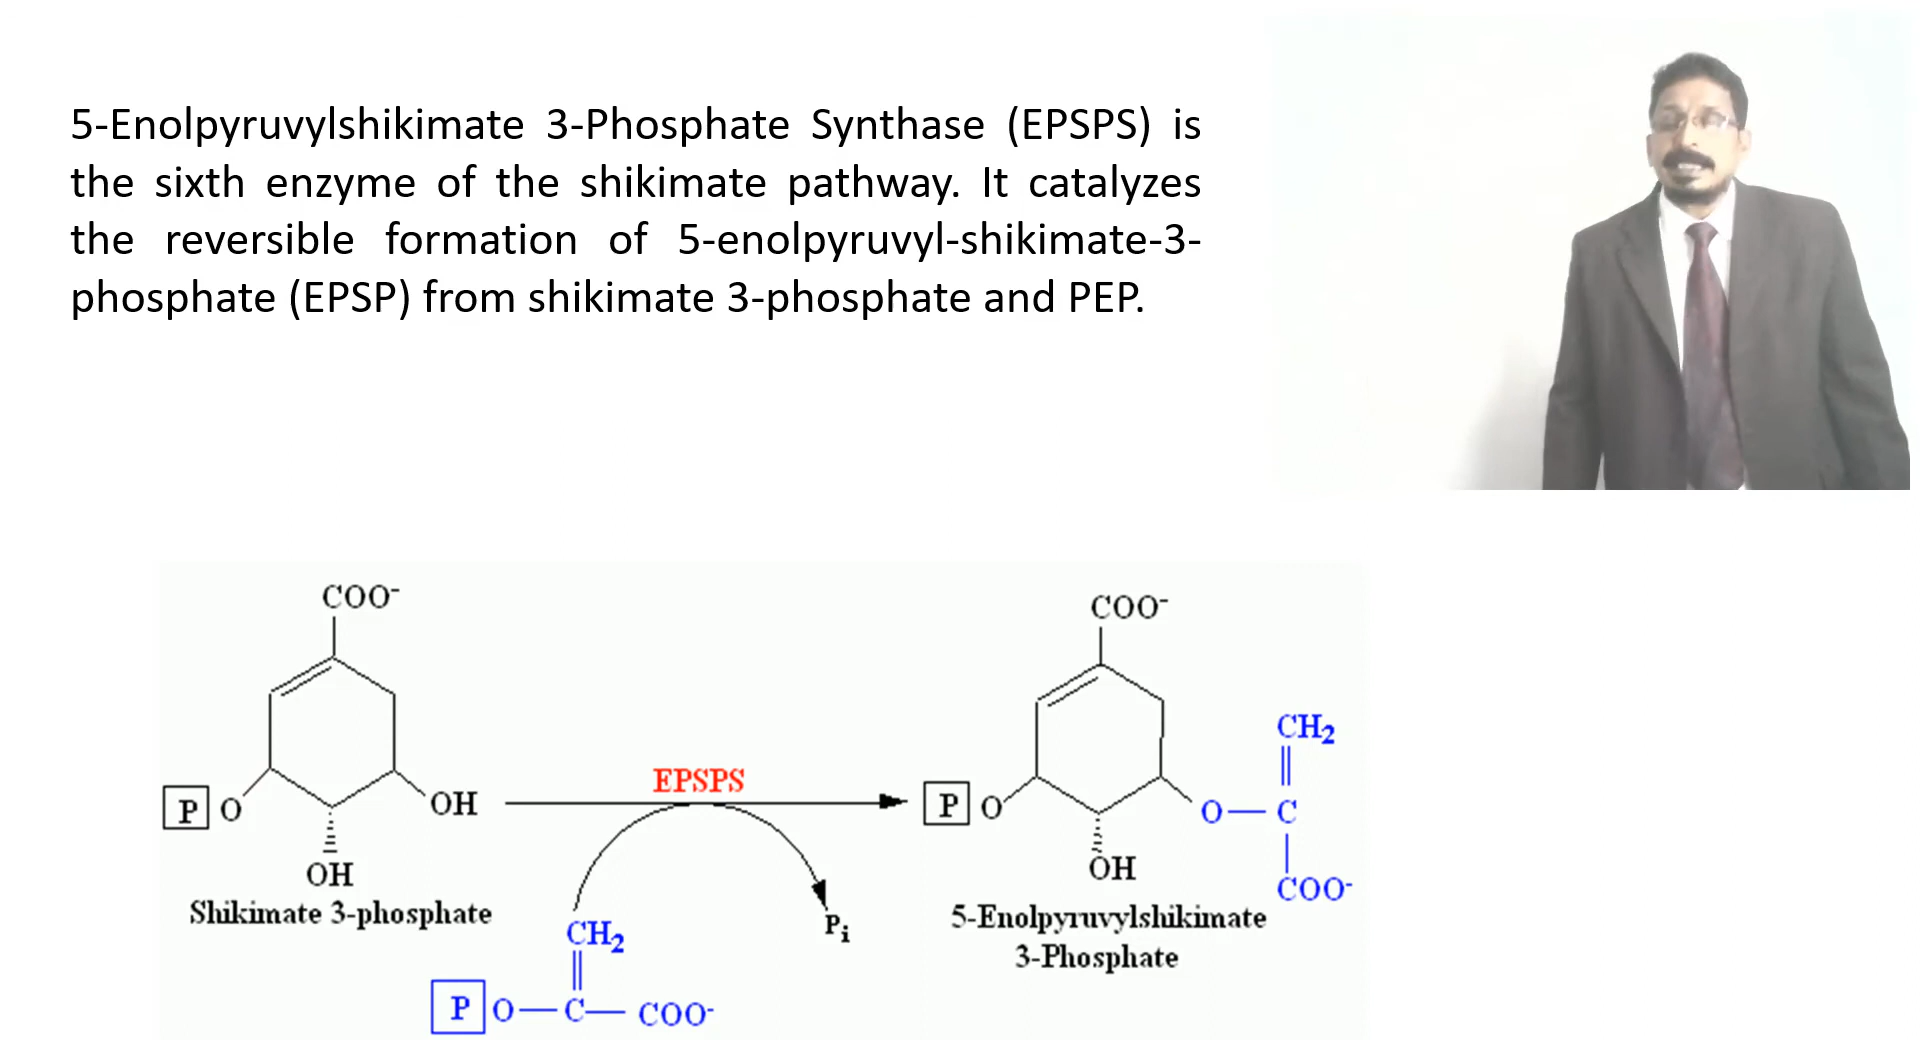 5-Enolpyruvylshikimate 3-Phosphate Synthase (EPSPS) is
the sixth enzyme of the shikimate pathway. It catalyzes
the reversible formation of 5-enolpyruvyl-shikimate-3-
phosphate (EPSP) from shikimate 3-phosphate and PEP.
COO⁻
P O
OH
OH
Shikimate 3-phosphate
EPSPS
CH₂
P O—C—COO⁻
Pᵢ
COO⁻
P O
OH
CH₂
O—C
COO⁻
5-Enolpyruvylshikimate
3-Phosphate